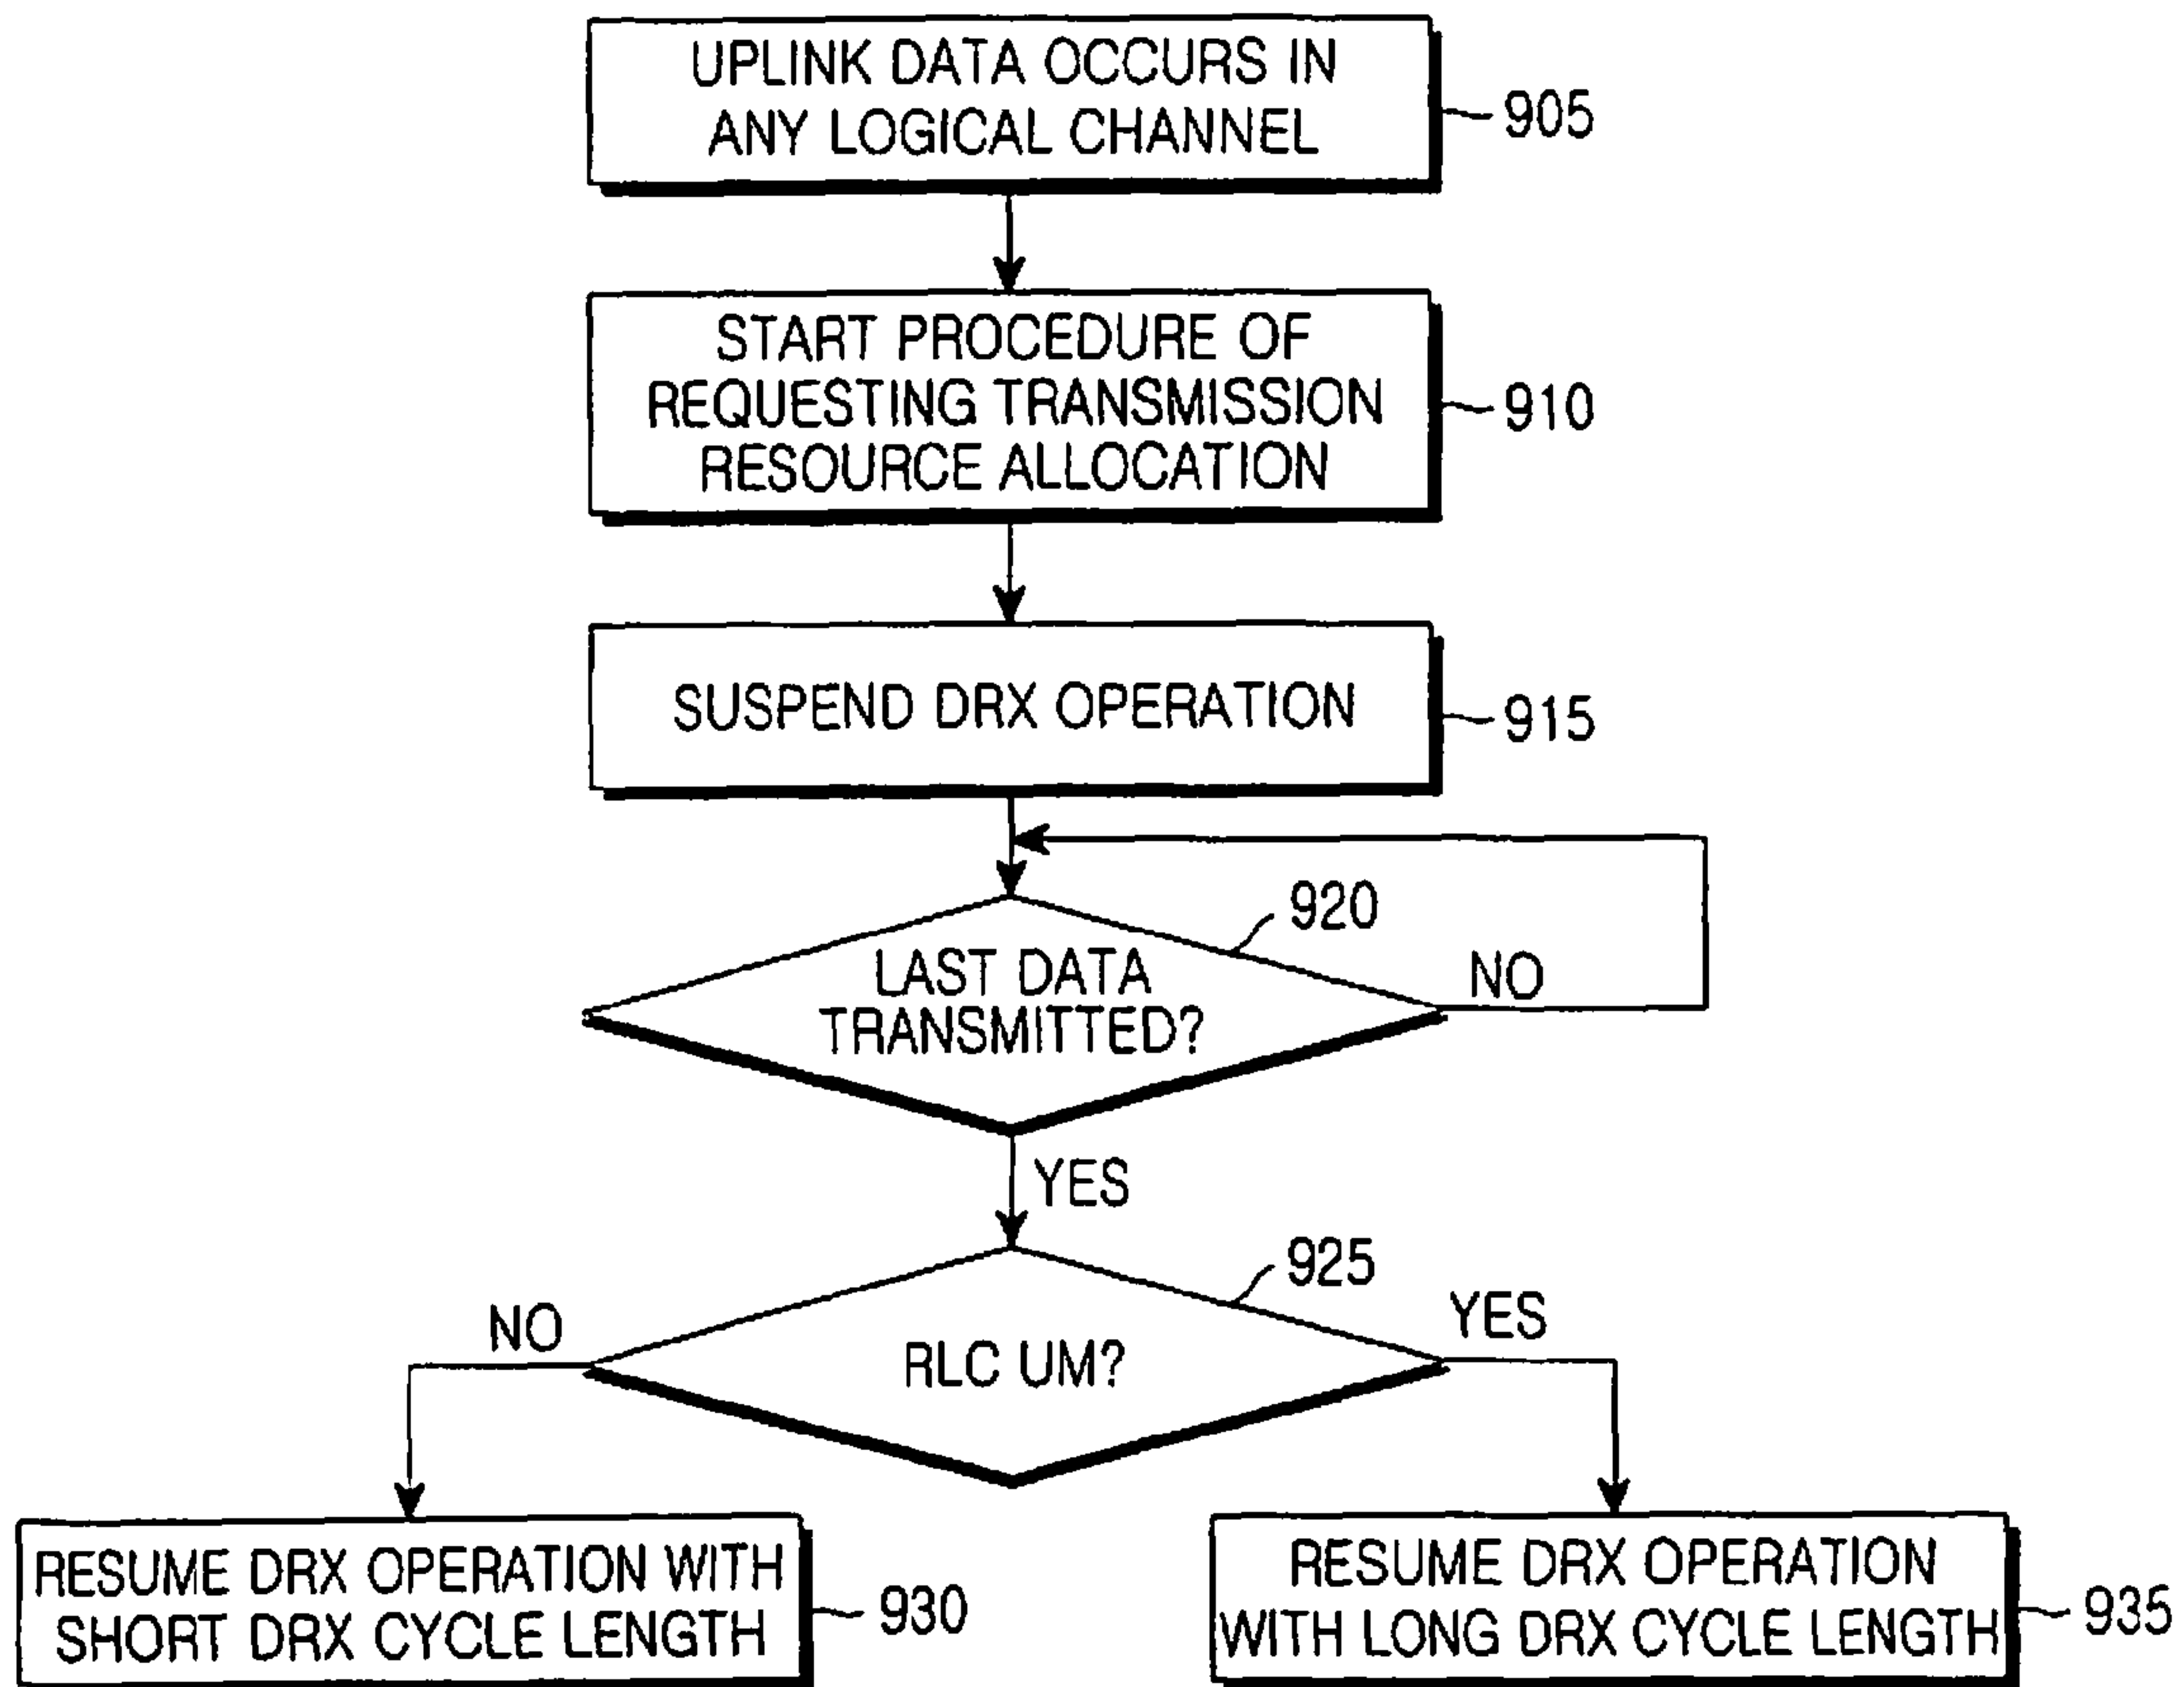 UPLINK DATA OCCURS IN
ANY LOGICAL CHANNEL
905
START PROCEDURE OF
REQUESTING TRANSMISSION
RESOURCE ALLOCATION
910
SUSPEND DRX OPERATION
915
920
LAST DATA
TRANSMITTED?
NO
YES
925
RLC UM?
NO
YES
RESUME DRX OPERATION WITH
SHORT DRX CYCLE LENGTH
930
RESUME DRX OPERATION
WITH LONG DRX CYCLE LENGTH
935